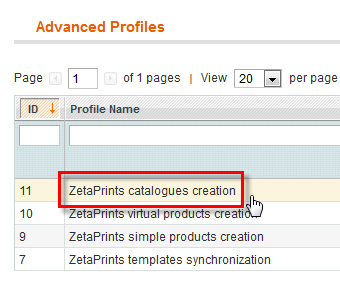 Advanced Profiles
Page 1 of 1 pages | View 20 per page
ID ↓ Profile Name
11 ZetaPrints catalogues creation
10 ZetaPrints virtual products creation
9 ZetaPrints simple products creation
7 ZetaPrints templates synchronization